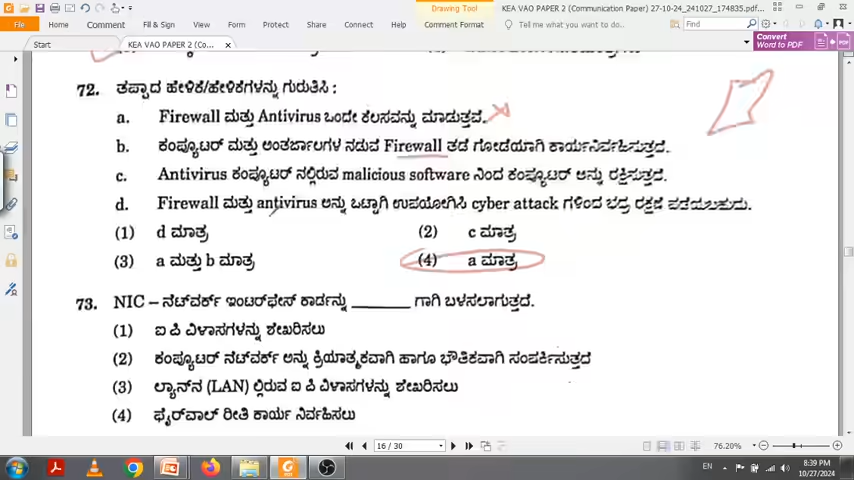 KEA VAO PAPER 2 (Communication Paper) 27-10-24_241027_174835.pdf...
Drawing Tool
File Home Comment Fill & Sign View Protect Share Connect Help Comment Format Tell me what you want to do... Find
Start KEA VAO PAPER 2 (Co... ×
Convert
Word to PDF
72. ತಪ್ಪಾದ ಹೇಳಿಕೆ/ಹೇಳಿಕೆಗಳನ್ನು ಗುರುತಿಸಿ :
a. Firewall ಮತ್ತು Antivirus ಒಂದೇ ಕೆಲಸವನ್ನು ಮಾಡುತ್ತವೆ.
b. ಕಂಪ್ಯೂಟರ್ ಮತ್ತು ಅಂತರ್ಜಾಲಗಳ ನಡುವ Firewall ತಡೆ ಗೋಡೆಯಾಗಿ ಕಾರ್ಯನಿರ್ವಹಿಸುತ್ತದೆ.
c. Antivirus ಕಂಪ್ಯೂಟರ್ ನಲ್ಲಿರುವ malicious software ನಿಂದ ಕಂಪ್ಯೂಟರ್ ಅನ್ನು ರಕ್ಷಿಸುತ್ತದೆ.
d. Firewall ಮತ್ತು antivirus ಅನ್ನು ಒಟ್ಟಾಗಿ ಉಪಯೋಗಿಸಿ cyber attack ಗಳಿಂದ ಭದ್ರ ರಕ್ಷಣೆ ಪಡೆಯಬಹುದು.
(1) d ಮಾತ್ರ (2) c ಮಾತ್ರ
(3) a ಮತ್ತು b ಮಾತ್ರ (4) a ಮಾತ್ರ
73. NIC – ನೆಟ್‌ವರ್ಕ್ ಇಂಟರ್‌ಫೇಸ್ ಕಾರ್ಡನ್ನು ________ ಗಾಗಿ ಬಳಸಲಾಗುತ್ತದೆ.
(1) ಐ ಪಿ ವಿಳಾಸಗಳನ್ನು ಶೇಖರಿಸಲು
(2) ಕಂಪ್ಯೂಟರ್ ನೆಟ್‌ವರ್ಕ್ ಅನ್ನು ಕ್ರಿಯಾತ್ಮಕವಾಗಿ ಹಾಗೂ ಭೌತಿಕವಾಗಿ ಸಂಪರ್ಕಿಸುತ್ತದೆ
(3) ಲ್ಯಾನ್‌ನ (LAN) ಲ್ಲಿರುವ ಐ ಪಿ ವಿಳಾಸಗಳನ್ನು ಶೇಖರಿಸಲು
(4) ಫೈರ್‌ವಾಲ್ ರೀತಿ ಕಾರ್ಯ ನಿರ್ವಹಿಸಲು
16 / 30 76.20%
EN 8:39 PM
10/27/2024